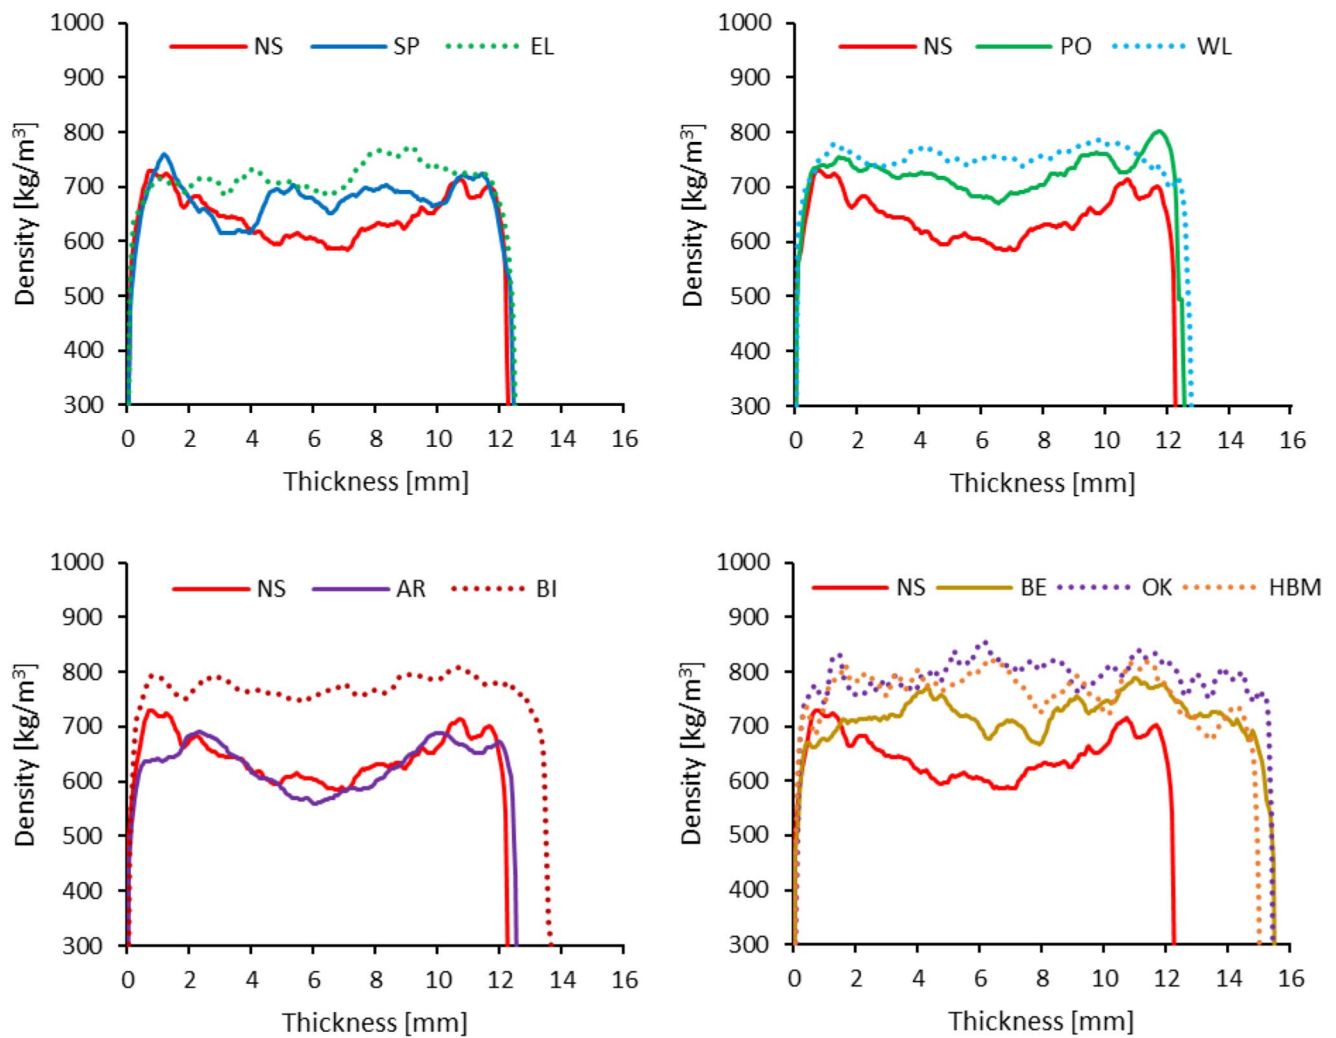 NS SP EL
1000
900
800
700
600
500
400
300
Density [kg/m³]
0 2 4 6 8 10 12 14 16
Thickness [mm]
NS PO WL
1000
900
800
700
600
500
400
300
Density [kg/m³]
0 2 4 6 8 10 12 14 16
Thickness [mm]
NS AR BI
1000
900
800
700
600
500
400
300
Density [kg/m³]
0 2 4 6 8 10 12 14 16
Thickness [mm]
NS BE OK HBM
1000
900
800
700
600
500
400
300
Density [kg/m³]
0 2 4 6 8 10 12 14 16
Thickness [mm]